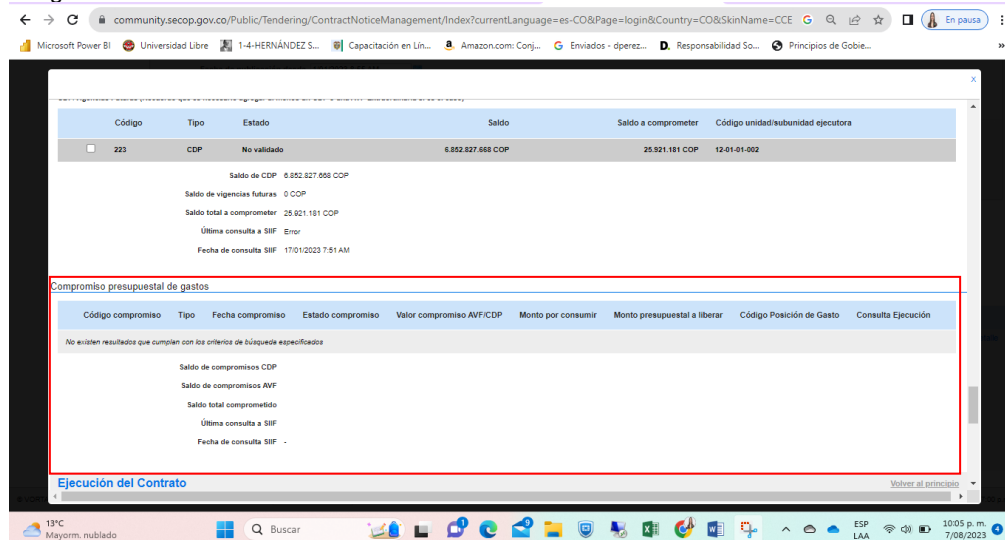 community.secop.gov.co/Public/Tendering/ContractNoticeManagement/Index?currentLanguage=es-CO&Page=login&Country=CO&SkinName=CCE
En pausa
Microsoft Power BI Universidad Libre 1-4-HERNÁNDEZ S... Capacitación en Lín... Amazon.com: Conj... Enviados - dperez... Responsabilidad So... Principios de Gobie... »
x
Código Tipo Estado Saldo Saldo a comprometer Código unidad/subunidad ejecutora
223 CDP No validado 6.852.827.668 COP 25.921.181 COP 12-01-01-002
Saldo de CDP 6.852.827.668 COP
Saldo de vigencias futuras 0 COP
Saldo total a comprometer 25.921.181 COP
Última consulta a SIIF Error
Fecha de consulta SIIF 17/01/2023 7:51 AM
Compromiso presupuestal de gastos
Código compromiso Tipo Fecha compromiso Estado compromiso Valor compromiso AVF/CDP Monto por consumir Monto presupuestal a liberar Código Posición de Gasto Consulta Ejecución
No existen resultados que cumplan con los criterios de búsqueda especificados
Saldo de compromisos CDP
Saldo de compromisos AVF
Saldo total comprometido
Última consulta a SIIF
Fecha de consulta SIIF -
Ejecución del Contrato Volver al principio
13°C
Mayorm. nublado
Buscar
ESP
LAA
10:05 p. m.
7/08/2023